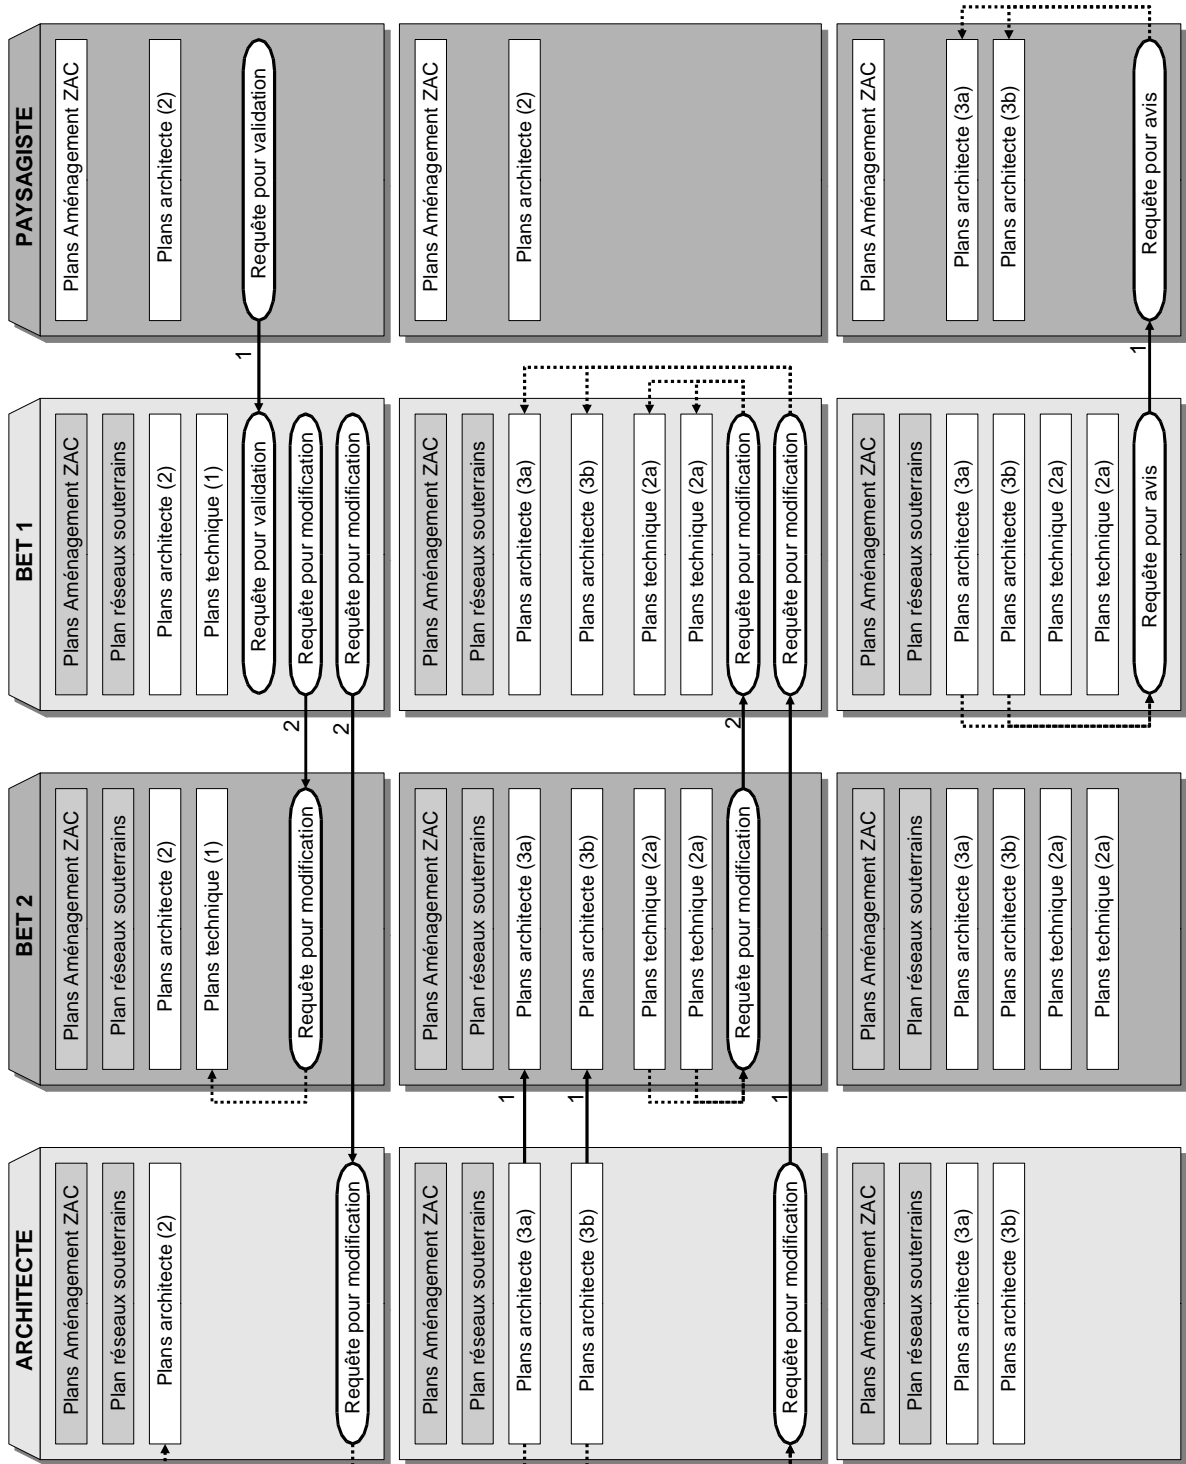 ARCHITECTE
Plans Aménagement ZAC
Plan réseaux souterrains
Plans architecte (2)
Requête pour modification
BET 2
Plans Aménagement ZAC
Plan réseaux souterrains
Plans architecte (2)
Plans technique (1)
Requête pour modification
BET 1
Plans Aménagement ZAC
Plan réseaux souterrains
Plans architecte (2)
Plans technique (1)
Requête pour validation
Requête pour modification
Requête pour modification
PAYSAGISTE
Plans Aménagement ZAC
Plans architecte (2)
Requête pour validation
2
2
1
Plans Aménagement ZAC
Plan réseaux souterrains
Plans architecte (3a)
Plans architecte (3b)
Requête pour modification
1
1
1
Plans Aménagement ZAC
Plan réseaux souterrains
Plans architecte (3a)
Plans architecte (3b)
Plans technique (2a)
Plans technique (2a)
Requête pour modification
2
Plans Aménagement ZAC
Plan réseaux souterrains
Plans architecte (3a)
Plans architecte (3b)
Plans technique (2a)
Plans technique (2a)
Requête pour modification
Requête pour modification
Plans Aménagement ZAC
Plans architecte (2)
Plans Aménagement ZAC
Plan réseaux souterrains
Plans architecte (3a)
Plans architecte (3b)
Plans Aménagement ZAC
Plan réseaux souterrains
Plans architecte (3a)
Plans architecte (3b)
Plans technique (2a)
Plans technique (2a)
Plans Aménagement ZAC
Plan réseaux souterrains
Plans architecte (3a)
Plans architecte (3b)
Plans technique (2a)
Plans technique (2a)
Requête pour avis
1
Plans Aménagement ZAC
Plans architecte (3a)
Plans architecte (3b)
Requête pour avis